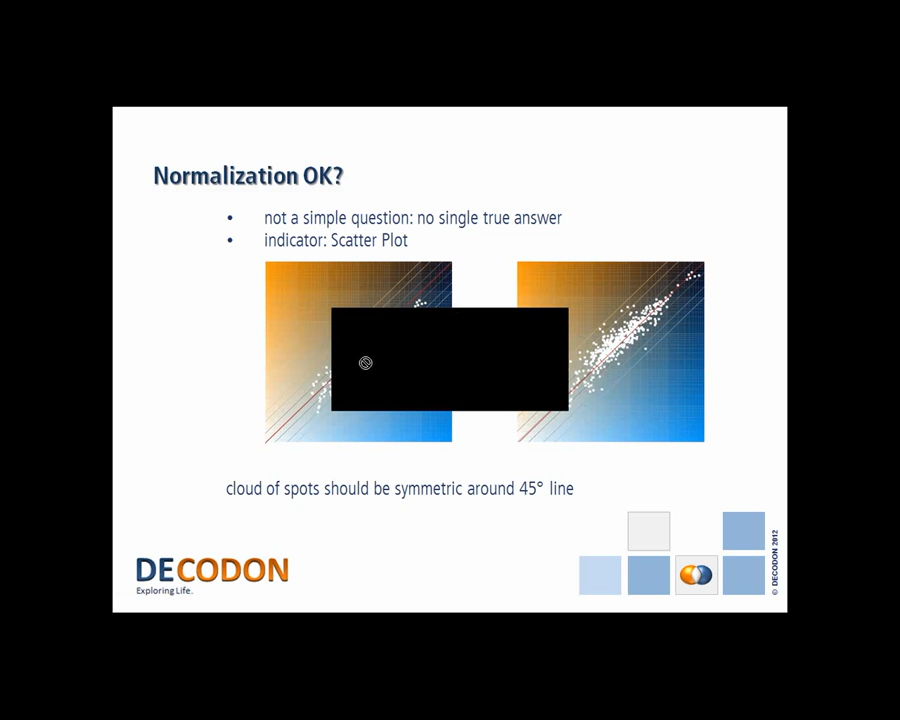 Normalization OK?
• not a simple question: no single true answer
• indicator: Scatter Plot
cloud of spots should be symmetric around 45° line
DECODON
Exploring Life.
© DECODON 2012